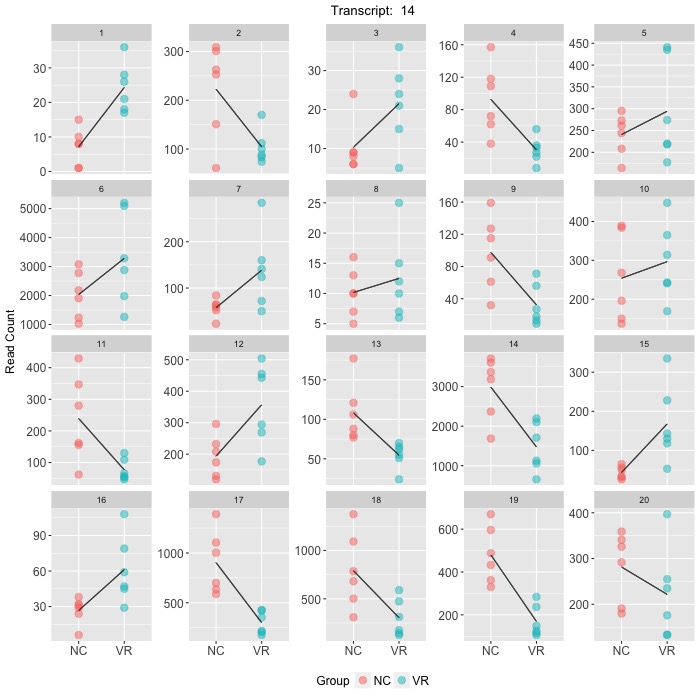 Transcript: 14
1 2 3 4 5
30 20 10 0
300 200 100
30 20 10
160 120 80 40
450 400 350 300 250 200
6 7 8 9 10
5000 4000 3000 2000 1000
200 100
25 20 15 10 5
160 120 80 40
400 300 200
11 12 13 14 15
400 300 200 100
500 400 300 200
150 100 50
3000 2000 1000
300 200 100
16 17 18 19 20
90 60 30
1000 500
1000 500
600 400 200
400 300 200
NC VR NC VR NC VR NC VR NC VR
Read Count
Group NC VR